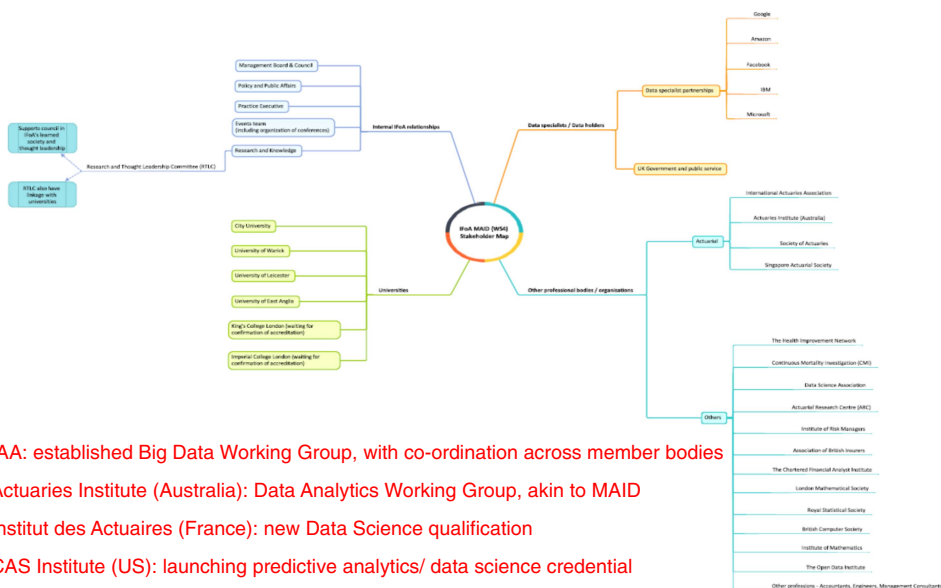 Google
Amazon
Facebook
IBM
Microsoft
Data specialist partnerships
UK Government and public service
Data specialists / Data holders
Management Board & Council
Policy and Public Affairs
Practice Executive
Events team
(including organization of conferences)
Research and Knowledge
Internal IFoA relationships
Supports council in
IFoA's learned
society and
thought leadership
Research and Thought Leadership Committee (RTLC)
RTLC also have
linkage with
universities
IFoA MAID (WS4)
Stakeholder Map
City University
University of Warick
University of Leicester
University of East Anglia
King's College London (waiting for
confirmation of accreditation)
Imperial College London (waiting for
confirmation of accreditation)
Universities
Other professional bodies / organisations
Actuarial
International Actuaries Association
Actuaries Institute (Australia)
Society of Actuaries
Singapore Actuarial Society
Others
The Health Improvement Network
Continuous Mortality Investigation (CMI)
Data Science Association
Actuarial Research Centre (ARC)
Institute of Risk Managers
Association of British Insurers
The Chartered Financial Analyst Institute
London Mathematical Society
Royal Statistical Society
British Computer Society
Institute of Mathematics
The Open Data Institute
Other professions - Accountants, Engineers, Management Consultants
AA: established Big Data Working Group, with co-ordination across member bodies
Actuaries Institute (Australia): Data Analytics Working Group, akin to MAID
nstitut des Actuaires (France): new Data Science qualification
CAS Institute (US): launching predictive analytics/ data science credential